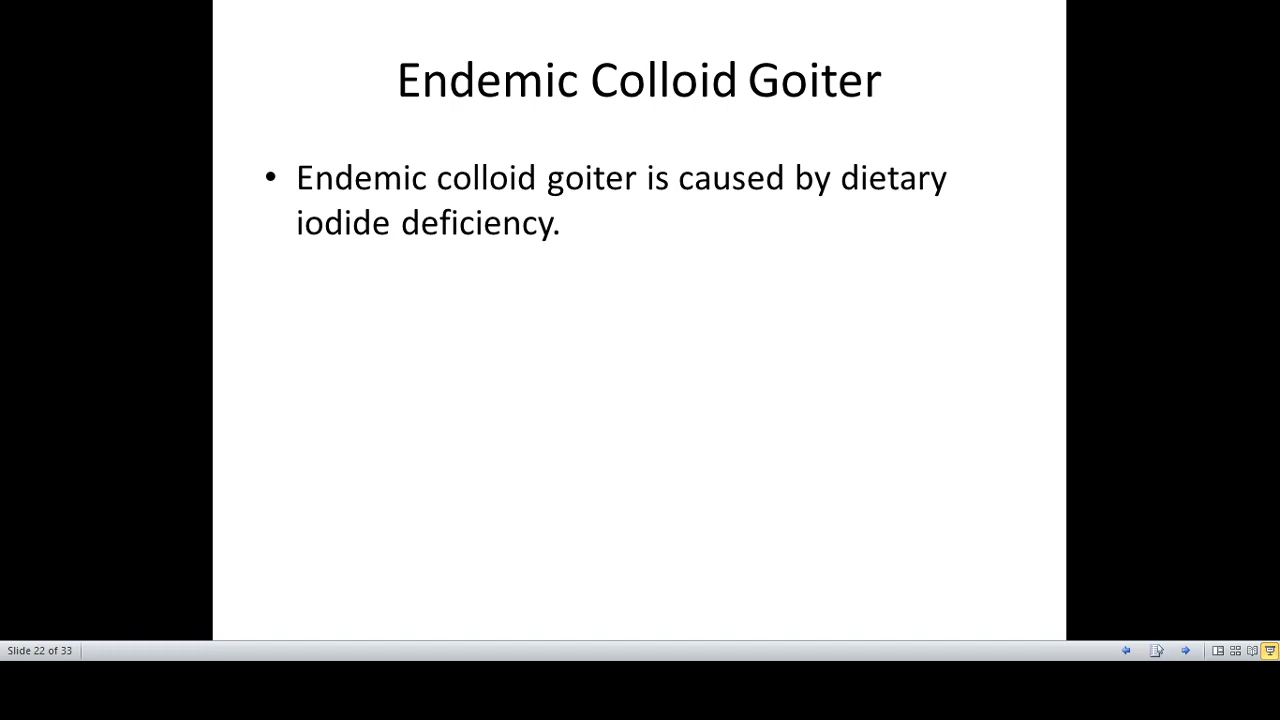 Endemic Colloid Goiter
• Endemic colloid goiter is caused by dietary
iodide deficiency.
Slide 22 of 33